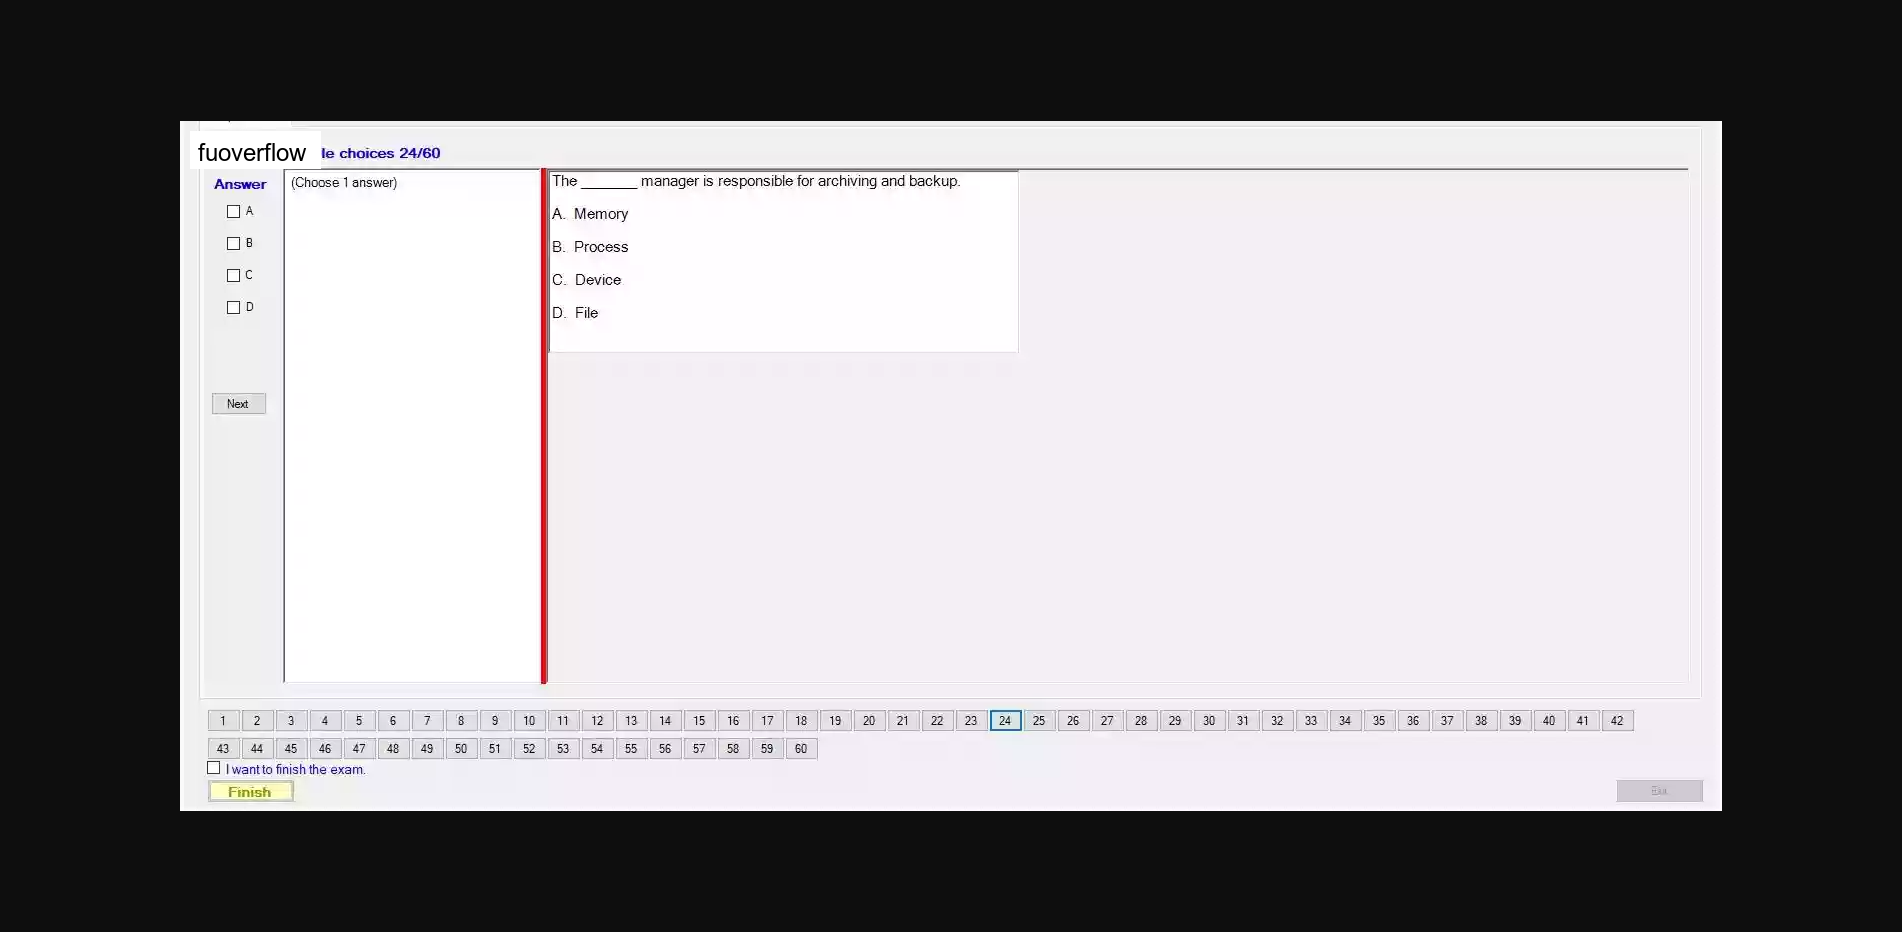 fuoverflow
le choices 24/60
Answer
(Choose 1 answer)
A
B
C
D
Next
The _______ manager is responsible for archiving and backup.
A. Memory
B. Process
C. Device
D. File
1 2 3 4 5 6 7 8 9 10 11 12 13 14 15 16 17 18 19 20 21 22 23 24 25 26 27 28 29 30 31 32 33 34 35 36 37 38 39 40 41 42
43 44 45 46 47 48 49 50 51 52 53 54 55 56 57 58 59 60
I want to finish the exam.
Finish
Exit